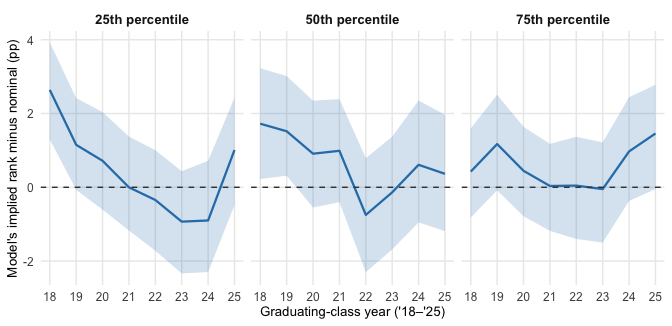 25th percentile 50th percentile 75th percentile
Model's implied rank minus nominal (pp)
4
2
0
-2
18 19 20 21 22 23 24 25 18 19 20 21 22 23 24 25 18 19 20 21 22 23 24 25
Graduating-class year ('18–'25)